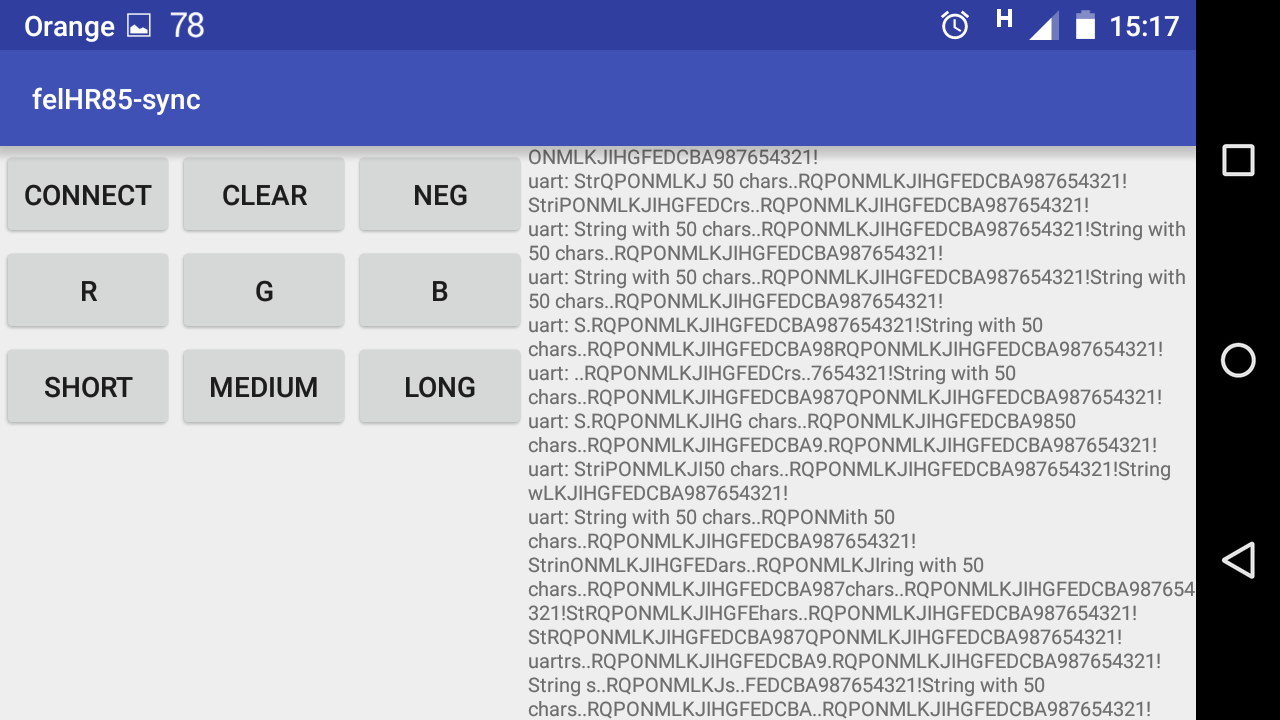 Orange 78 H 15:17
felHR85-sync
CONNECT CLEAR NEG
R G B
SHORT MEDIUM LONG
ONMLKJIHGFEDCBA987654321!
uart: StrQPONMLKJ 50 chars..RQPONMLKJIHGFEDCBA987654321!
StriPONMLKJIHGFEDCrs..RQPONMLKJIHGFEDCBA987654321!
uart: String with 50 chars..RQPONMLKJIHGFEDCBA987654321!String with
50 chars..RQPONMLKJIHGFEDCBA987654321!
uart: String with 50 chars..RQPONMLKJIHGFEDCBA987654321!String with
50 chars..RQPONMLKJIHGFEDCBA987654321!
uart: S.RQPONMLKJIHGFEDCBA987654321!String with 50
chars..RQPONMLKJIHGFEDCBA98RQPONMLKJIHGFEDCBA987654321!
uart: ..RQPONMLKJIHGFEDCrs..7654321!String with 50
chars..RQPONMLKJIHGFEDCBA987QPONMLKJIHGFEDCBA987654321!
uart: S.RQPONMLKJIHG chars..RQPONMLKJIHGFEDCBA9850
chars..RQPONMLKJIHGFEDCBA9.RQPONMLKJIHGFEDCBA987654321!
uart: StriPONMLKJI50 chars..RQPONMLKJIHGFEDCBA987654321!String
wLKJIHGFEDCBA987654321!
uart: String with 50 chars..RQPONMith 50
chars..RQPONMLKJIHGFEDCBA987654321!
StrinONMLKJIHGFEDars..RQPONMLKJIring with 50
chars..RQPONMLKJIHGFEDCBA987chars..RQPONMLKJIHGFEDCBA987654
321!StRQPONMLKJIHGFEhars..RQPONMLKJIHGFEDCBA987654321!
StRQPONMLKJIHGFEDCBA987QPONMLKJIHGFEDCBA987654321!
uartrs..RQPONMLKJIHGFEDCBA9.RQPONMLKJIHGFEDCBA987654321!
String s..RQPONMLKJs..FEDCBA987654321!String with 50
chars..RQPONMLKJIHGFEDCBA..RQPONMLKJIHGFEDCBA987654321!